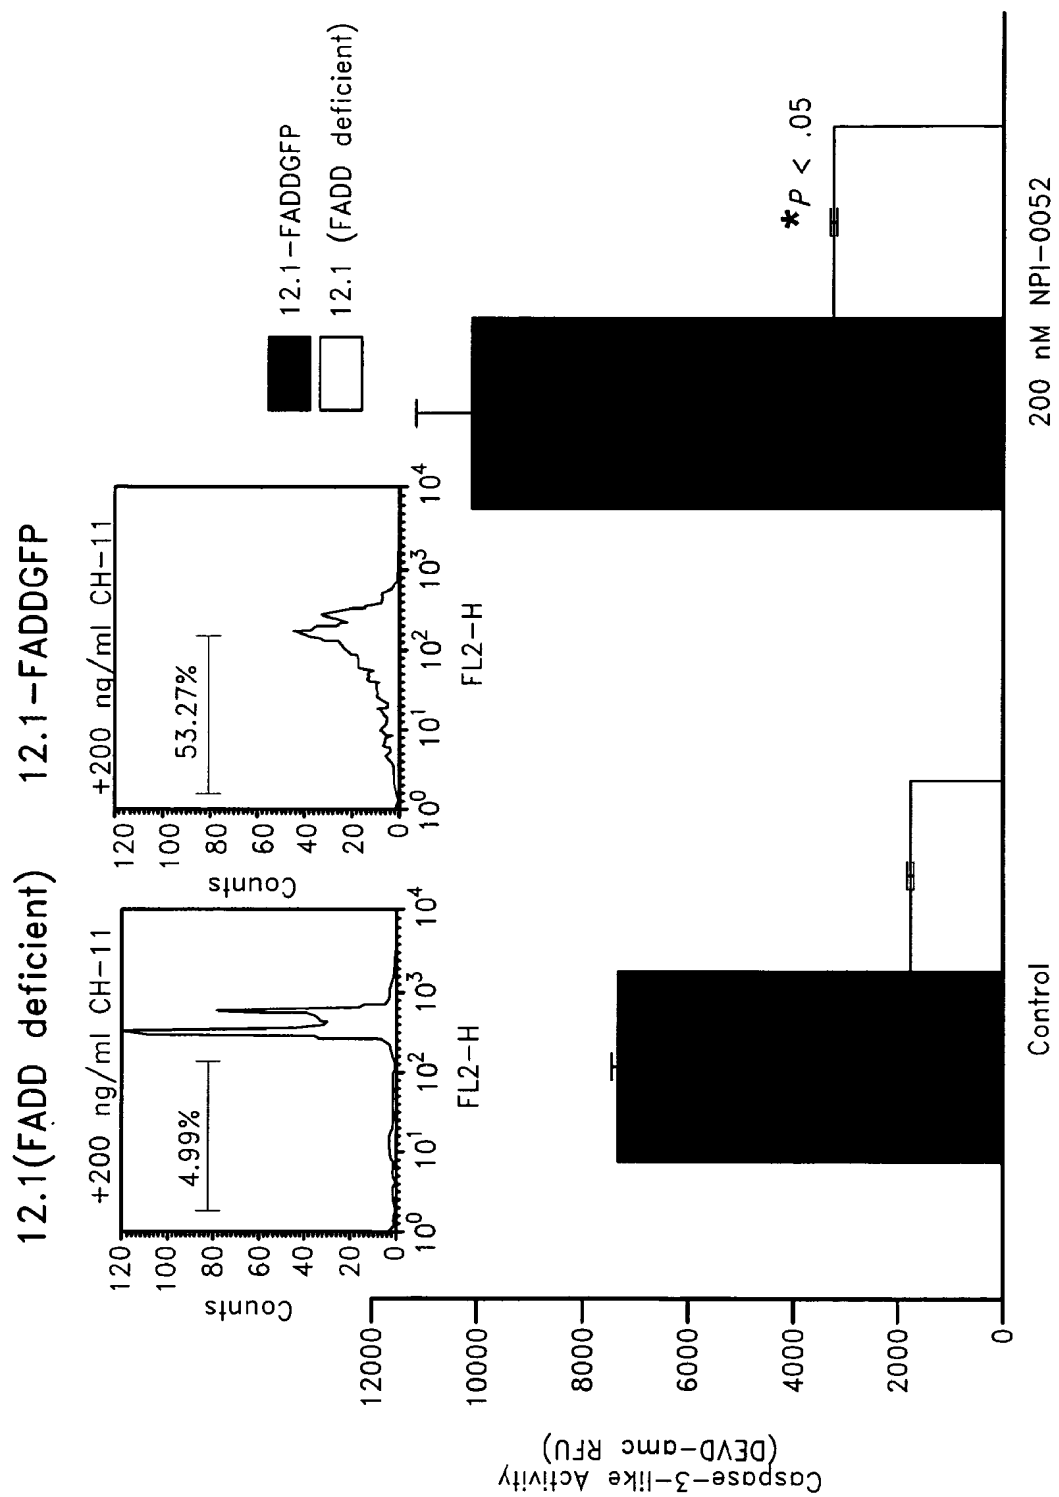 12.1(FADD deficient)
12.1-FADDGFP
+200 ng/ml CH-11
+200 ng/ml CH-11
120
100
80
60
40
20
0
Counts
4.99%
10^0 10^1 10^2 10^3 10^4
FL2-H
120
100
80
60
40
20
0
Counts
53.27%
10^0 10^1 10^2 10^3 10^4
FL2-H
12.1-FADDGFP
12.1 (FADD deficient)
Caspase-3-like Activity
(DEVD-amc RFU)
12000
10000
8000
6000
4000
2000
0
*P < .05
Control
200 nM NPI-0052